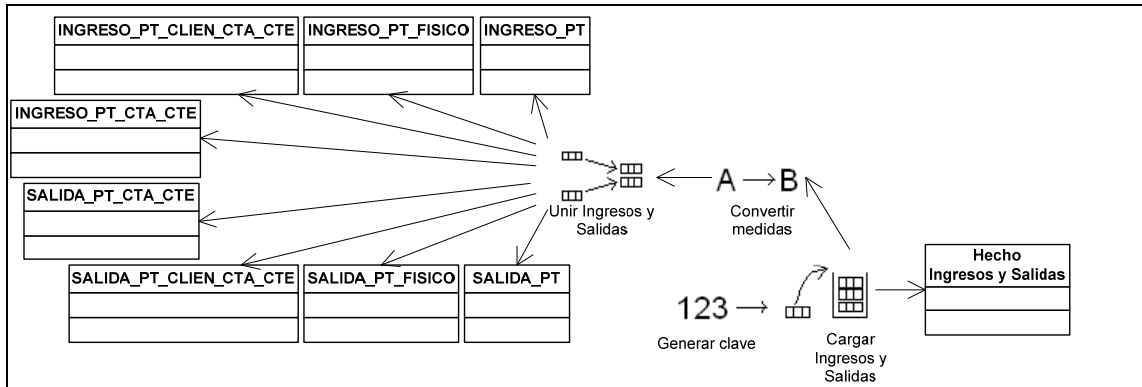 INGRESO_PT_CLIEN_CTA_CTE
INGRESO_PT_FISICO
INGRESO_PT
INGRESO_PT_CTA_CTE
SALIDA_PT_CTA_CTE
SALIDA_PT_CLIEN_CTA_CTE
SALIDA_PT_FISICO
SALIDA_PT
Unir Ingresos y
Salidas
A
B
Convertir
medidas
123
Generar clave
Cargar
Ingresos y
Salidas
Hecho
Ingresos y Salidas